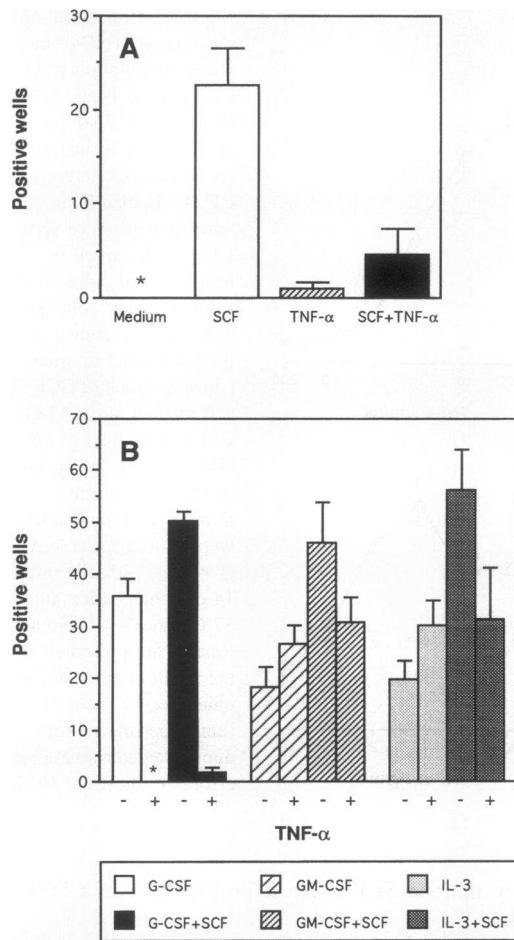 A
Positive wells
30
20
10
0
*
Medium SCF TNF-α SCF+TNF-α
B
Positive wells
70
60
50
40
30
20
10
0
*
- + - + - + - + - + - +
TNF-α
G-CSF GM-CSF IL-3
G-CSF+SCF GM-CSF+SCF IL-3+SCF